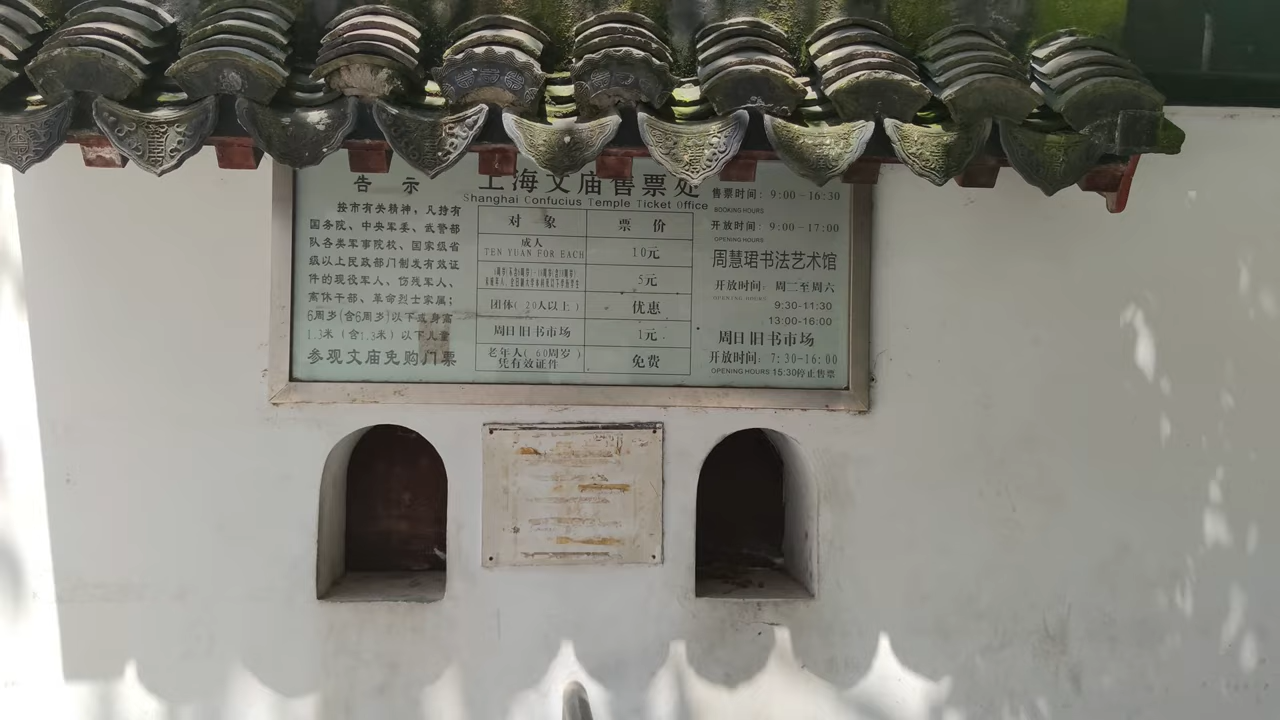 告 示
按市有关精神，凡持有
国务院、中央军委、武警部
队各类军事院校、国家级省
级以上民政部门制发有效证
件的现役军人、伤残军人、
离休干部、革命烈士家属；
6周岁(含6周岁)以下或身高
1.3米（含1.3米）以下儿童
参观文庙免购门票
上海文庙售票处
Shanghai Confucius Temple Ticket Office
对 象 票 价
成人
TEN YUAN FOR EACH 10元
5元
团体（20人以上） 优惠
周日旧书市场 1元
老年人（60周岁）
凭有效证件 免费
售票时间：9:00-16:30
BOOKING HOURS
开放时间：9:00-17:00
OPENING HOURS
周慧珺书法艺术馆
开放时间：周二至周六
9:30-11:30
13:00-16:00
周日旧书市场
开放时间：7:30-16:00
OPENING HOURS 15:30停止售票